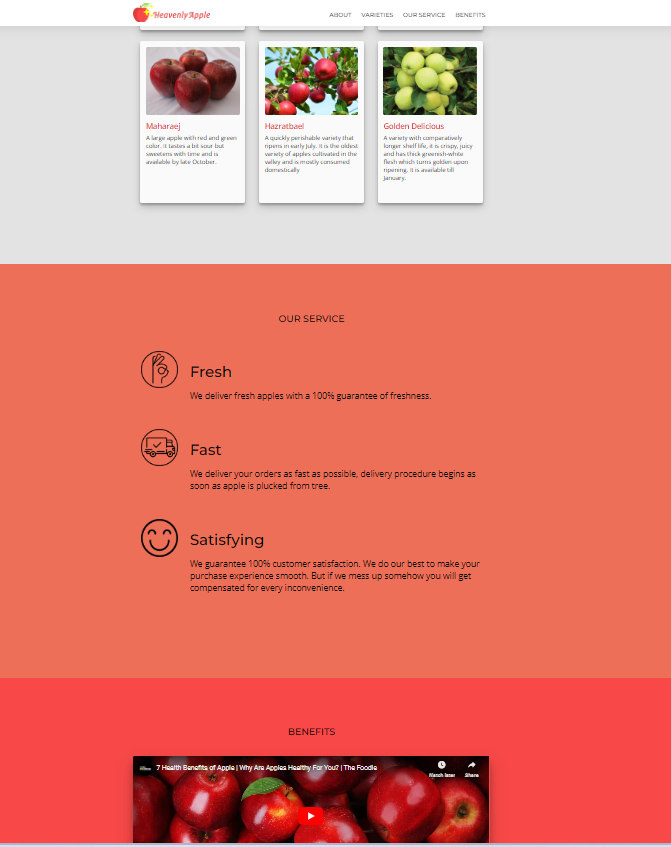 Heavenly Apple
ABOUT VARIETIES OUR SERVICE BENEFITS
Maharaej
A large apple with red and green
color. It tastes a bit sour but
sweetens with time and is
available by late October.
Hazratbael
A quickly perishable variety that
ripens in early July. It is the oldest
variety of apples cultivated in the
valley and is mostly consumed
domestically
Golden Delicious
A variety with comparatively
longer shelf life, it is crispy, juicy
and has thick greenish-white
flesh which turns golden upon
ripening. It is available till
January.
OUR SERVICE
Fresh
We deliver fresh apples with a 100% guarantee of freshness.
Fast
We deliver your orders as fast as possible, delivery procedure begins as
soon as apple is plucked from tree.
Satisfying
We guarantee 100% customer satisfaction. We do our best to make your
purchase experience smooth. But if we mess up somehow you will get
compensated for every inconvenience.
BENEFITS
7 Health Benefits of Apple | Why Are Apples Healthy For You? | The Foodie
Watch later Share